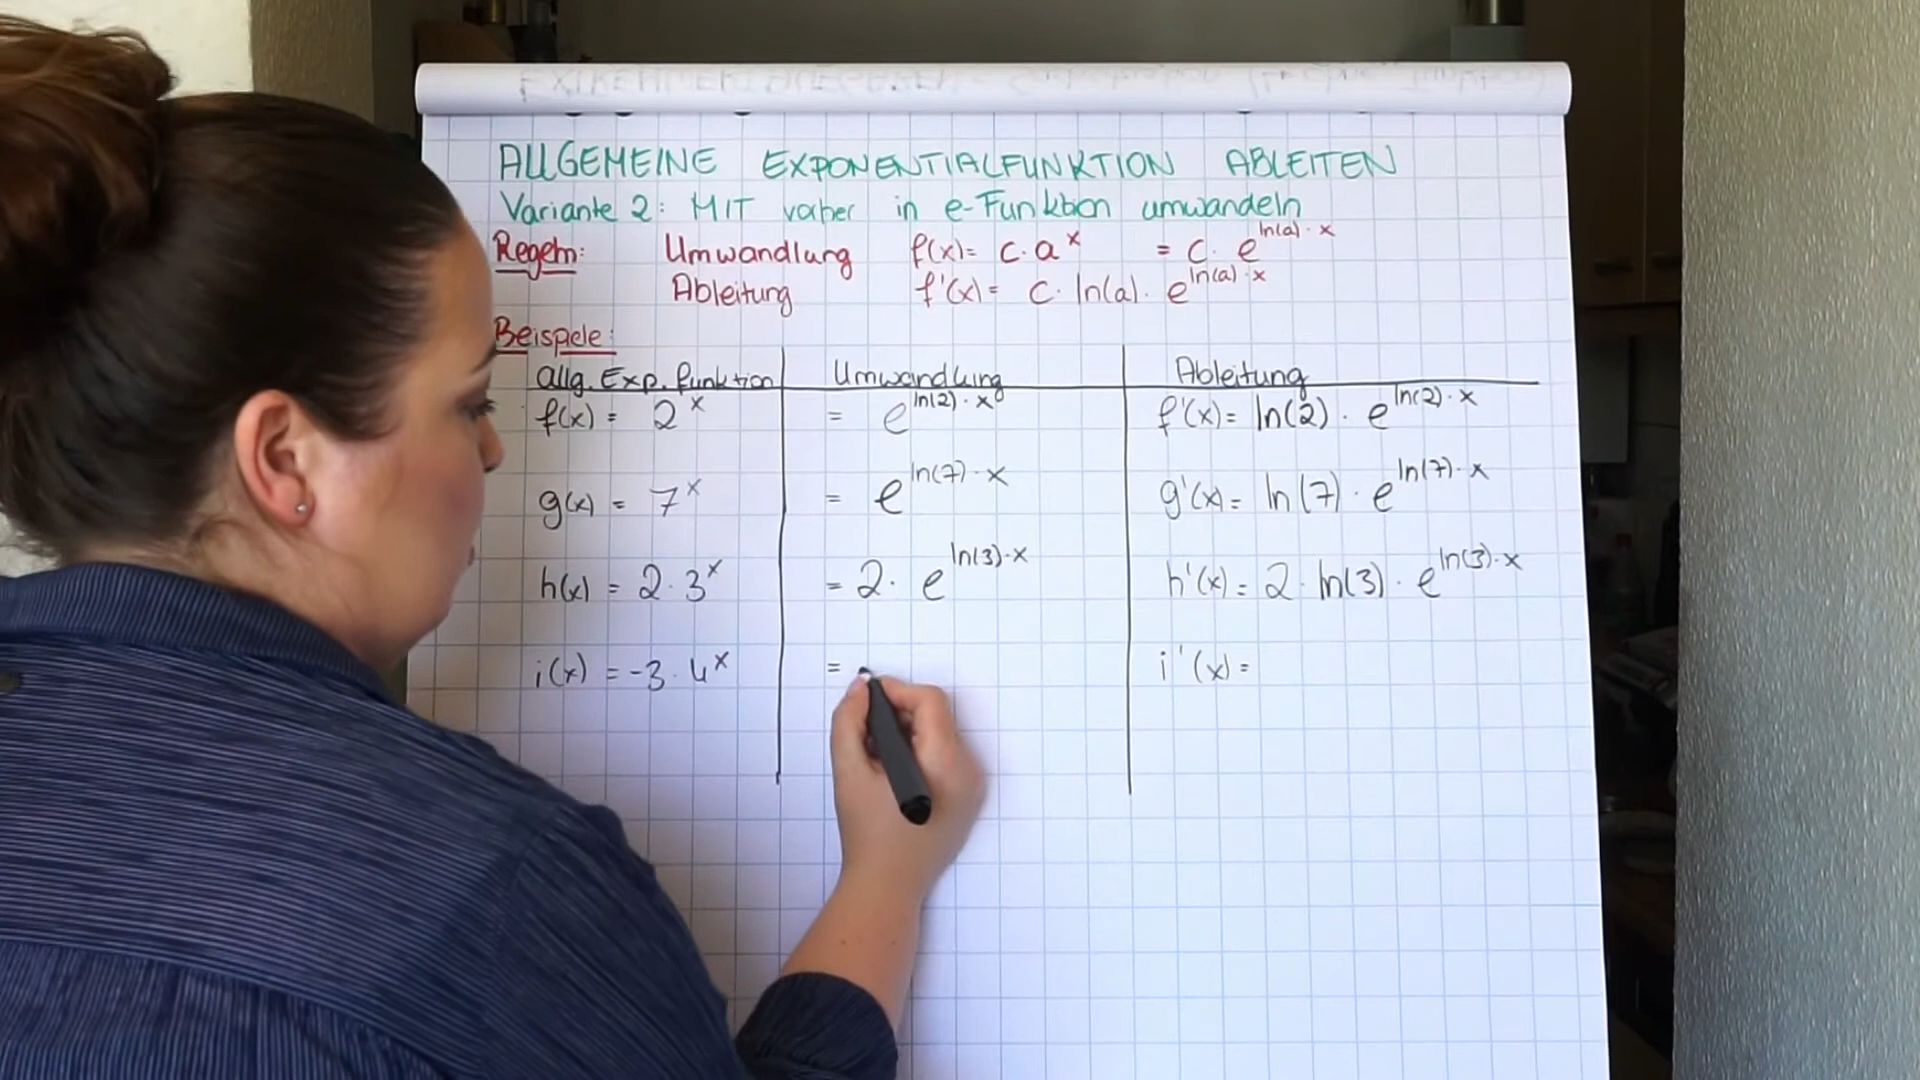 ALLGEMEINE EXPONENTIALFUNKTION ABLEITEN
Variante 2: MIT vorher in e-Funktion umwandeln
Regeln: Umwandlung f(x) = c·a^x = c·e^(ln(a)·x)
Ableitung f'(x) = c·ln(a)·e^(ln(a)·x)
Beispiele:
allg. Exp.funktion Umwandlung Ableitung
f(x) = 2^x = e^(ln(2)·x) f'(x) = ln(2)·e^(ln(2)·x)
g(x) = 7^x = e^(ln(7)·x) g'(x) = ln(7)·e^(ln(7)·x)
h(x) = 2·3^x = 2·e^(ln(3)·x) h'(x) = 2·ln(3)·e^(ln(3)·x)
i(x) = -3·4^x = i'(x) =